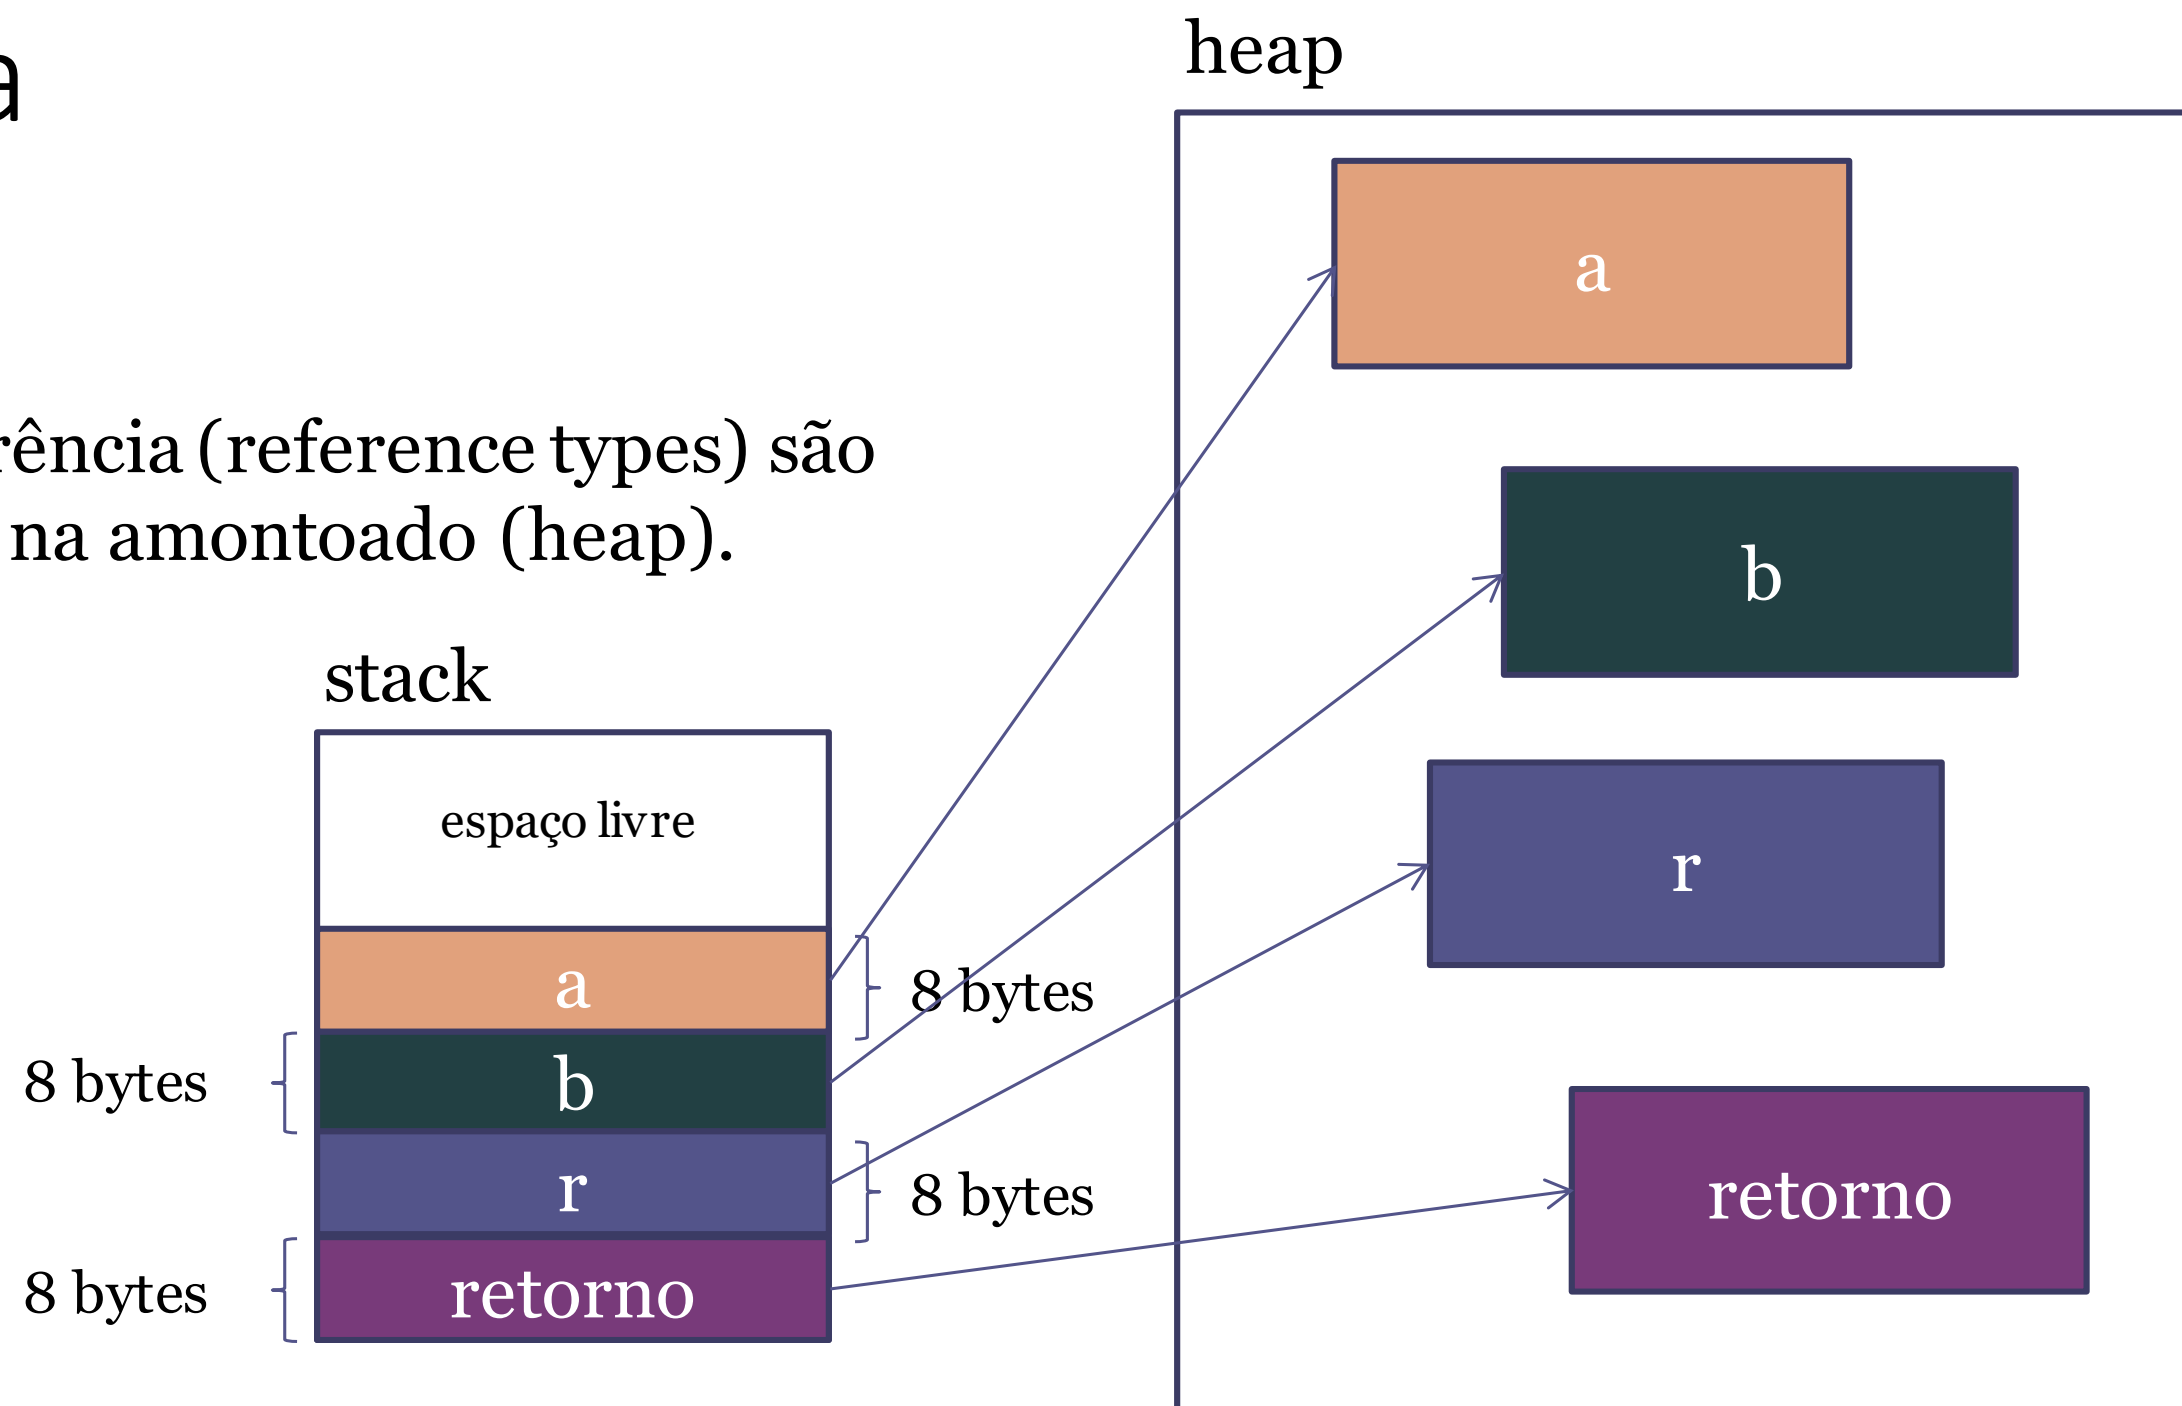 a
heap
a
rência (reference types) são
na amontoado (heap).
b
stack
espaço livre
r
a
8 bytes
8 bytes
b
r
8 bytes
retorno
8 bytes
retorno